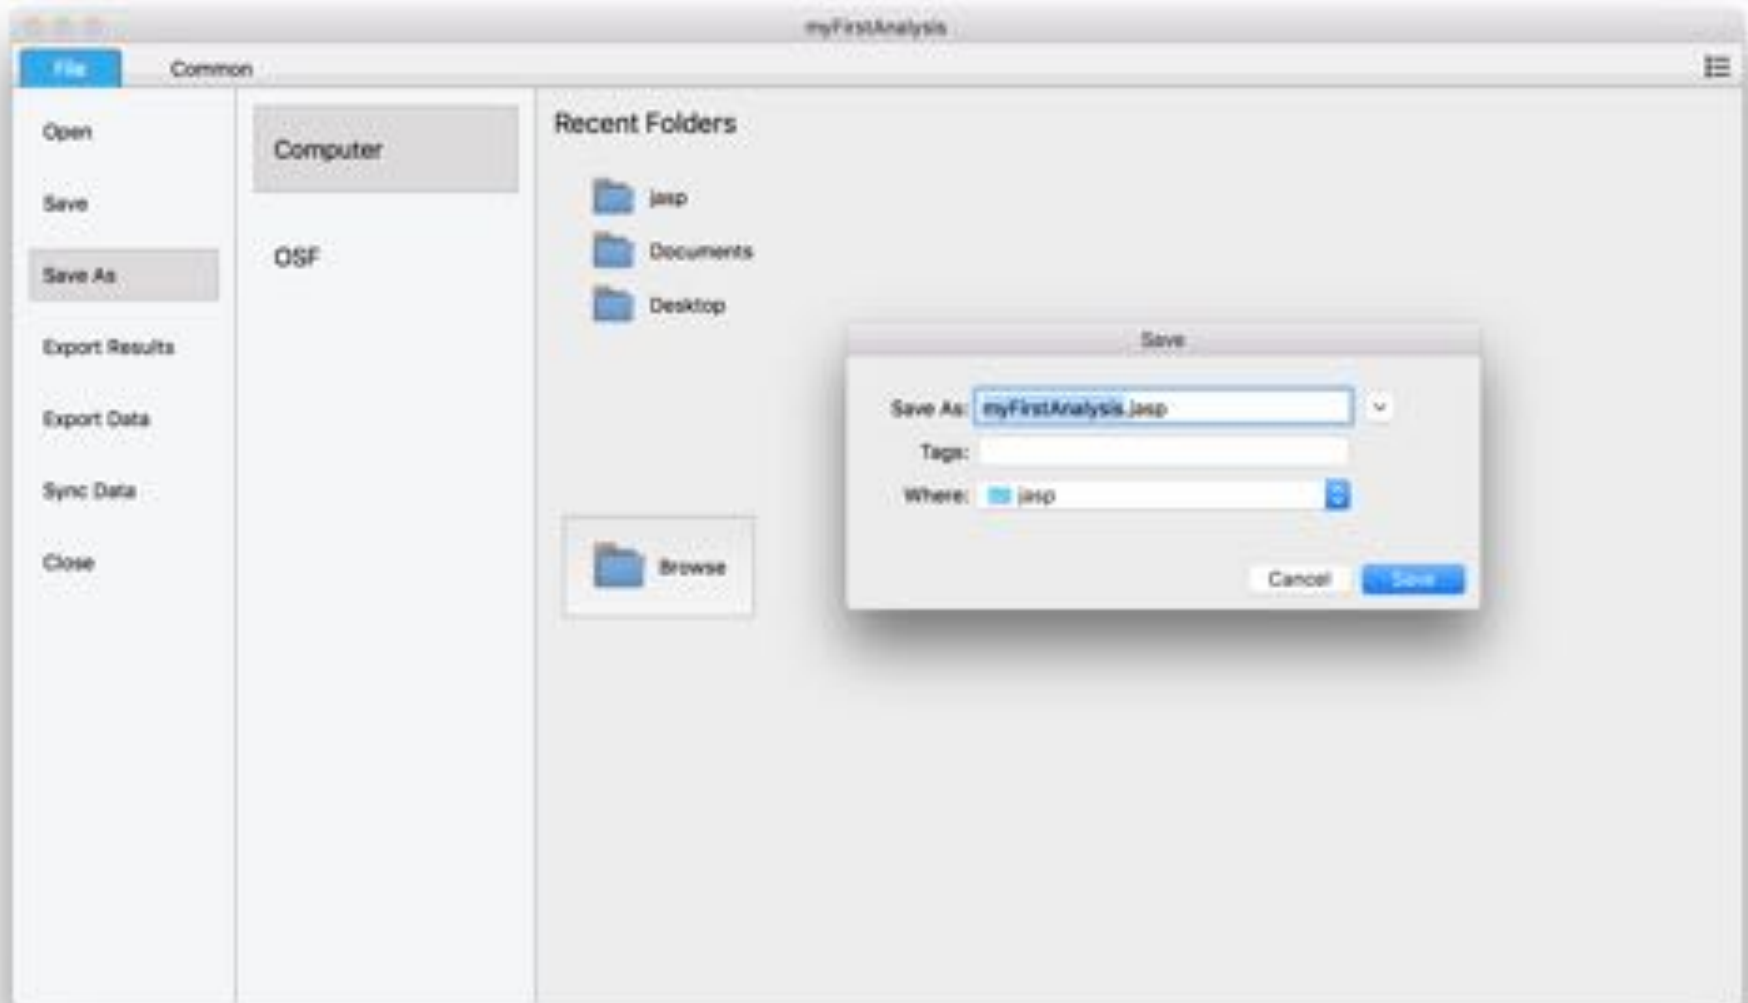 myFirstAnalysis
File Common
Open
Save
Save As
Export Results
Export Data
Sync Data
Close
Computer
OSF
Recent Folders
jasp
Documents
Desktop
Browse
Save
Save As: myFirstAnalysis.jasp
Tags:
Where: jasp
Cancel Save